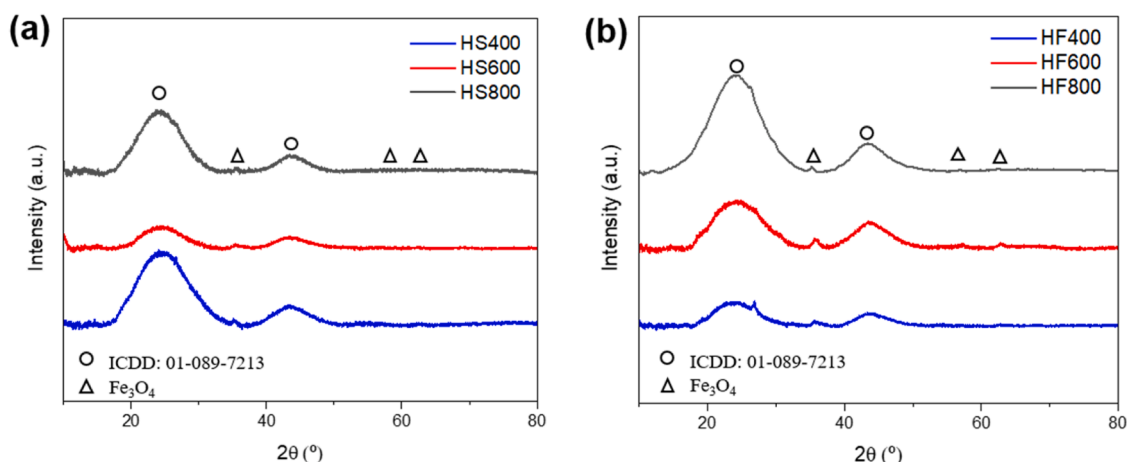 (a)
HS400
HS600
HS800
Intensity (a.u.)
ICDD: 01-089-7213
Fe₃O₄
20
40
60
80
2θ (º)
(b)
HF400
HF600
HF800
Intensity (a.u.)
ICDD: 01-089-7213
Fe₃O₄
20
40
60
80
2θ (º)